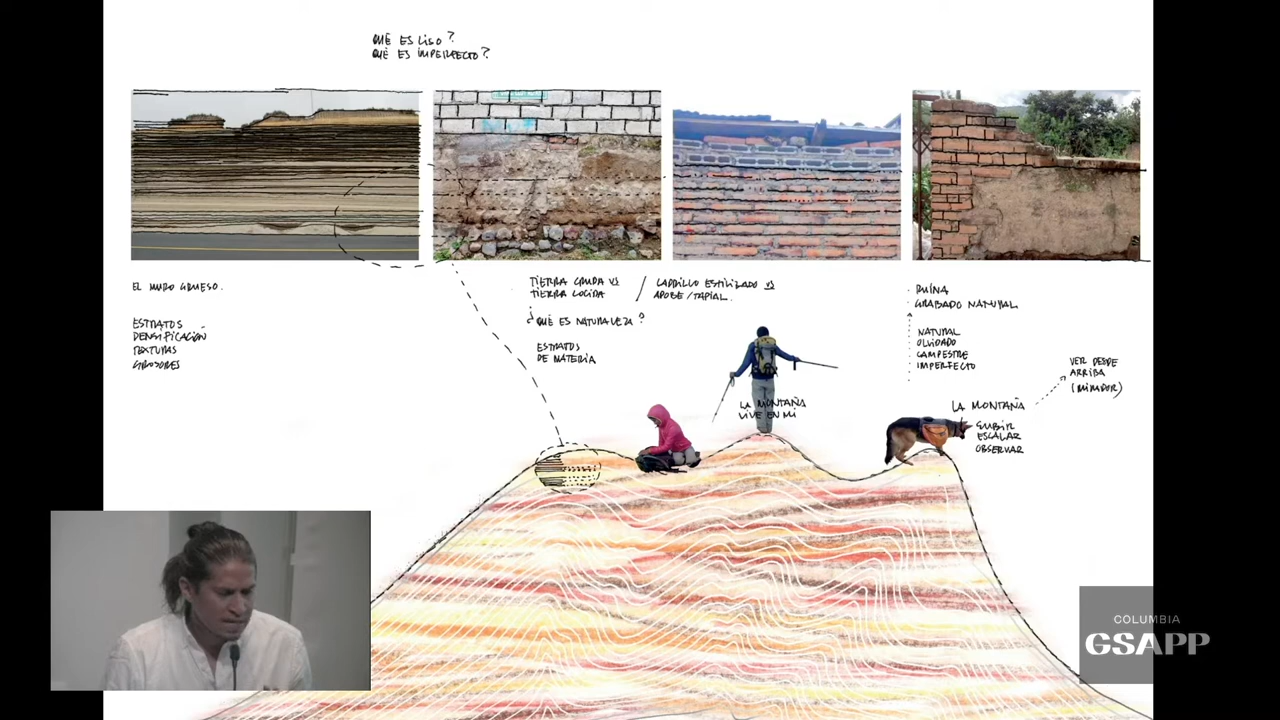 QUÉ ES LISO?
QUÉ ES IMPERFECTO?
EL MURO GRUESO.
ESTRATOS
DENSIFICACIÓN
TEXTURAS
GROSORES
TIERRA CRUDA VS
TIERRA COCIDA
¿QUÉ ES NATURALEZA?
ESTRATOS
DE MATERIA
/ LADRILLO ESTILIZADO VS
ADOBE/TAPIAL.
· RUINA
· GRABADO NATURAL
NATURAL
OLVIDADO
CAMPESTRE
IMPERFECTO
VER DESDE
ARRIBA
(MIRADOR)
LA MONTAÑA
VIVE EN MI
LA MONTAÑA
SUBIR
ESCALAR
OBSERVAR
COLUMBIA
GSAPP